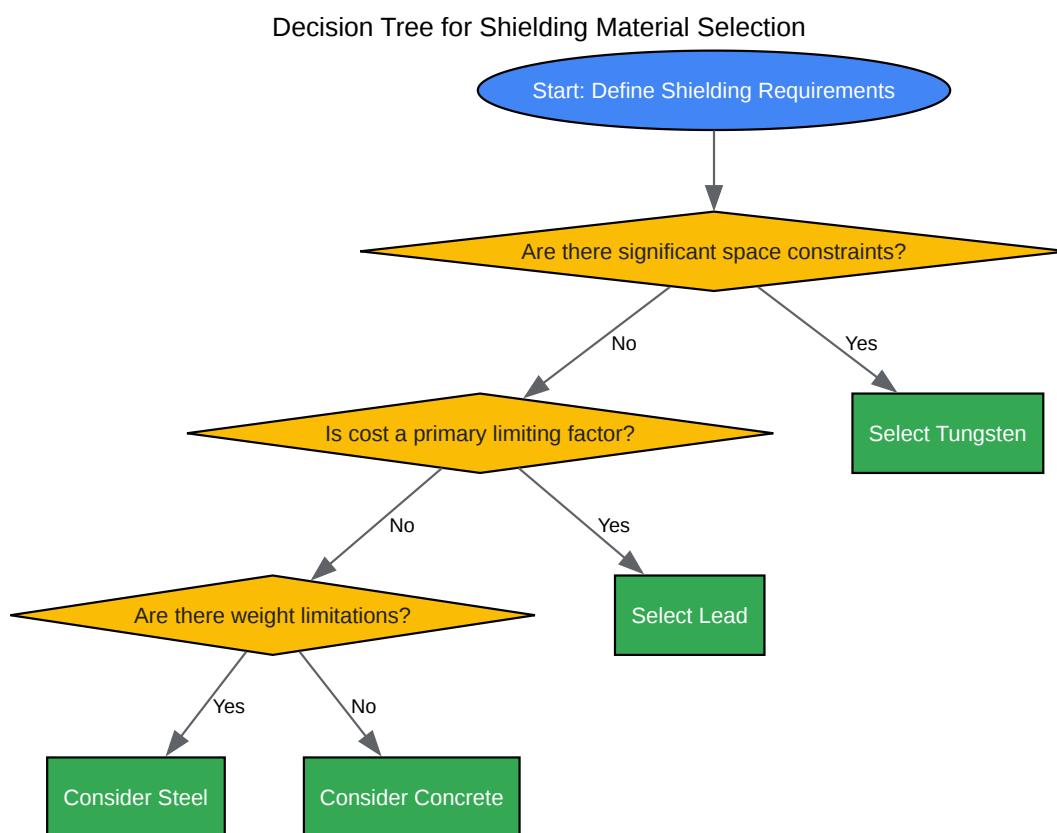 Decision Tree for Shielding Material Selection
Start: Define Shielding Requirements
Are there significant space constraints?
No
Yes
Is cost a primary limiting factor?
Select Tungsten
No
Yes
Are there weight limitations?
Select Lead
Yes
No
Consider Steel
Consider Concrete